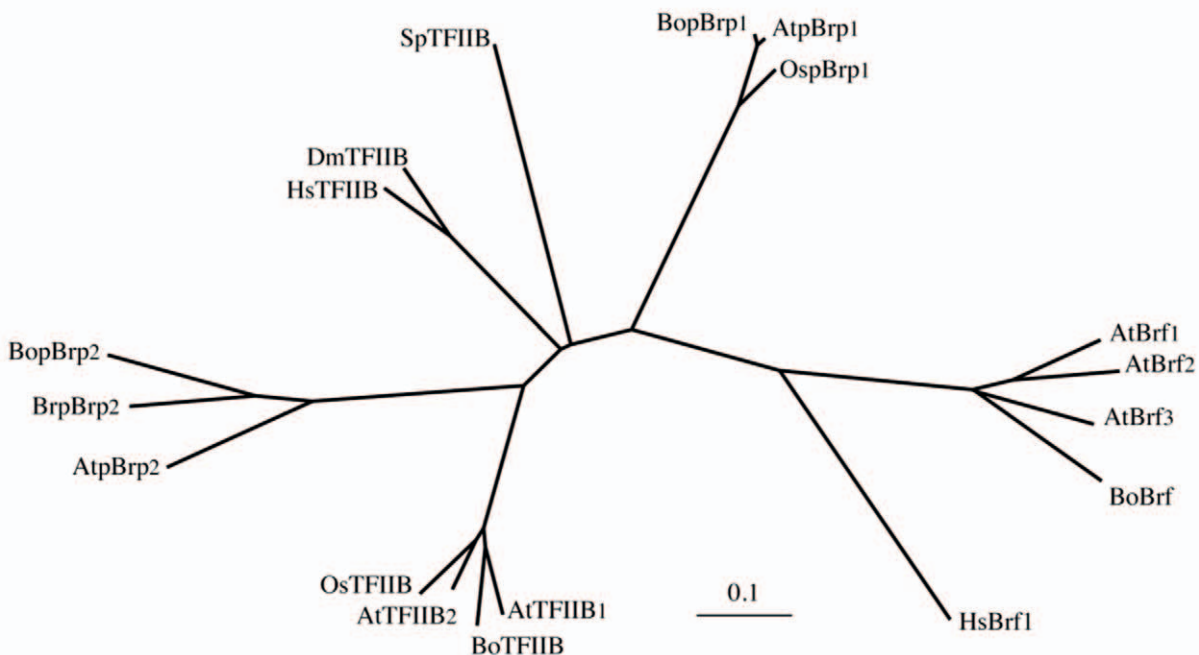 BopBrp1
AtpBrp1
SpTFIIB
OspBrp1
DmTFIIB
HsTFIIB
AtBrf1
BopBrp2
AtBrf2
BrpBrp2
AtBrf3
AtpBrp2
BoBrf
OsTFIIB
0.1
AtTFIIB2
AtTFIIB1
HsBrf1
BoTFIIB